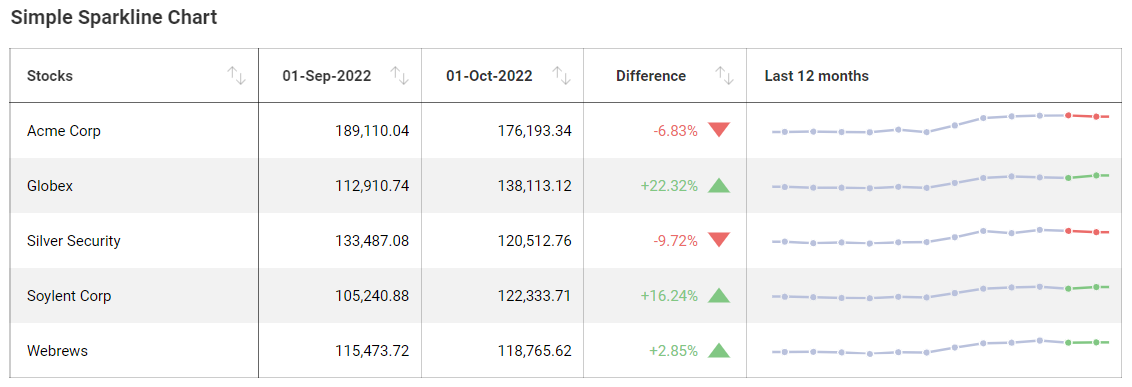 Simple Sparkline Chart
Stocks 01-Sep-2022 01-Oct-2022 Difference Last 12 months
Acme Corp 189,110.04 176,193.34 -6.83%
Globex 112,910.74 138,113.12 +22.32%
Silver Security 133,487.08 120,512.76 -9.72%
Soylent Corp 105,240.88 122,333.71 +16.24%
Webrews 115,473.72 118,765.62 +2.85%